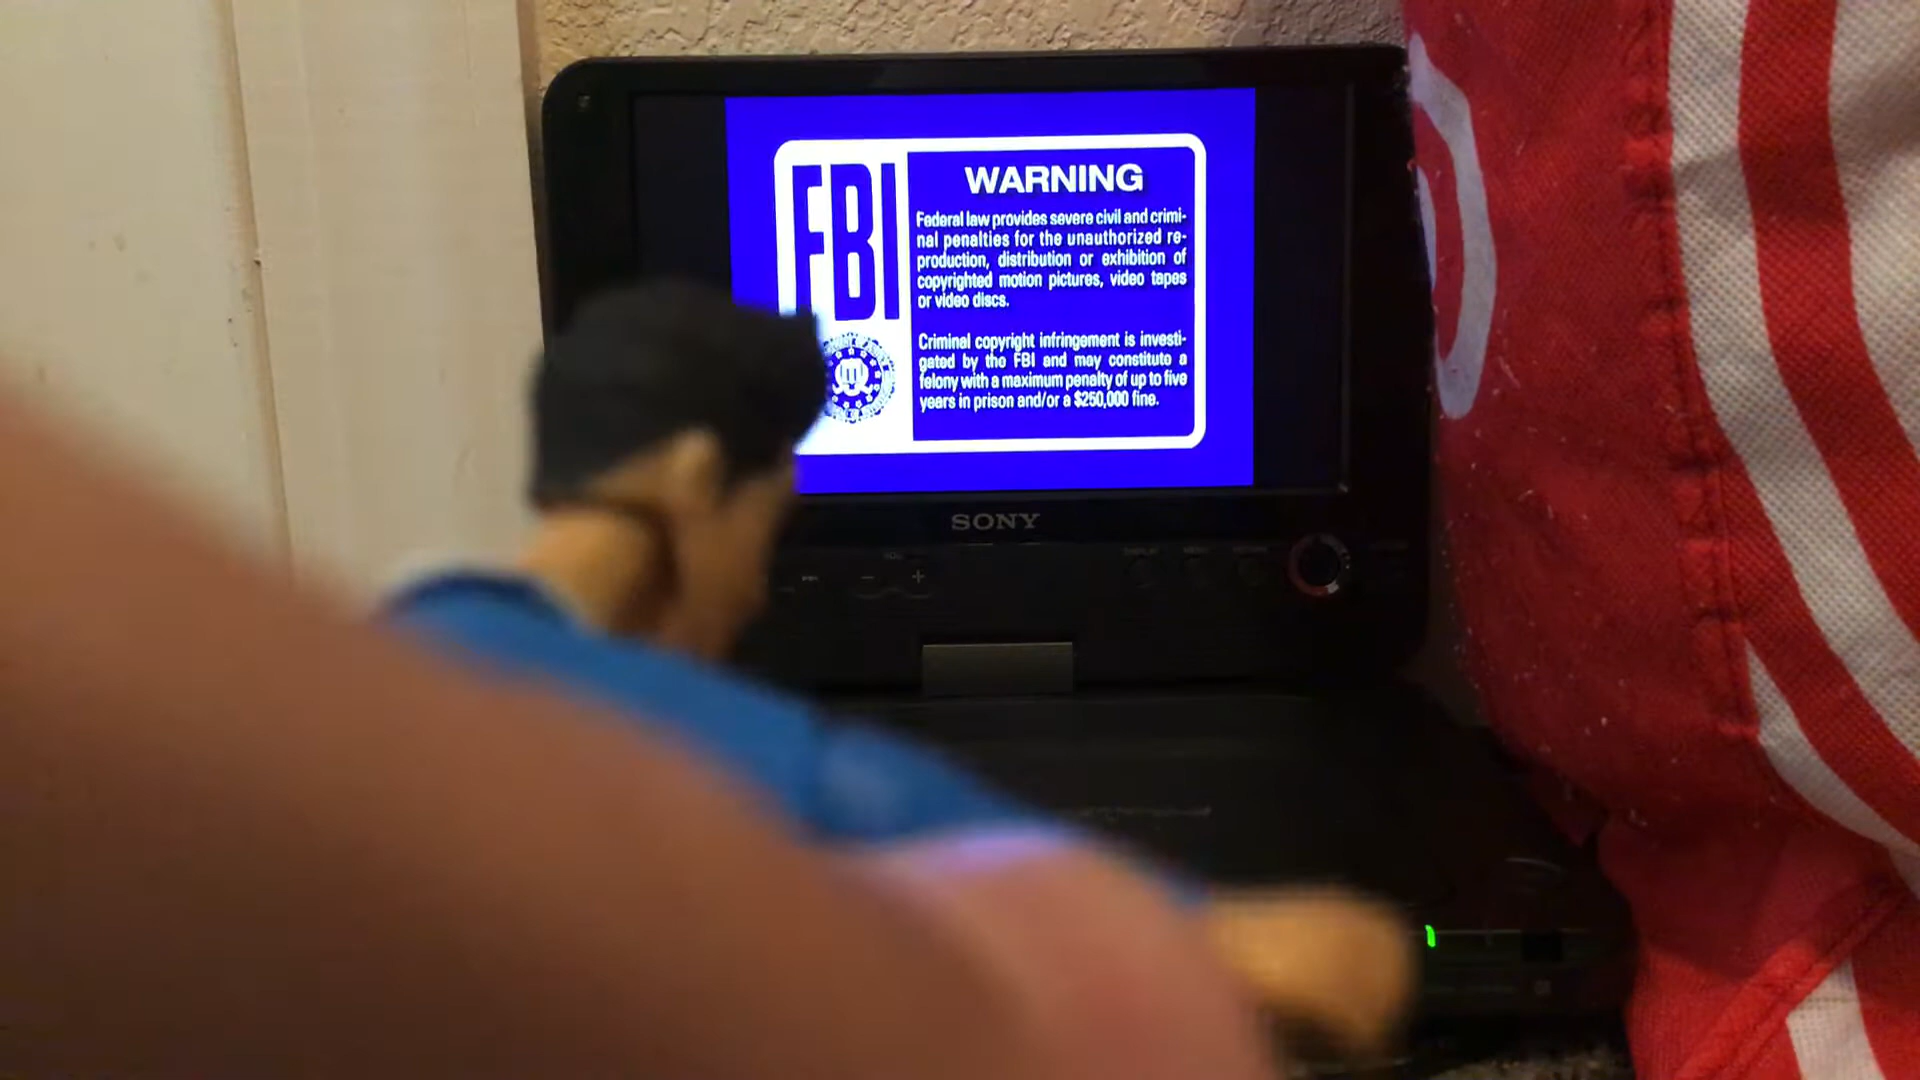 FBI
WARNING
Federal law provides severe civil and crimi-
nal penalties for the unauthorized re-
production, distribution or exhibition of
copyrighted motion pictures, video tapes
or video discs.
Criminal copyright infringement is investi-
gated by the FBI and may constitute a
felony with a maximum penalty of up to five
years in prison and/or a $250,000 fine.
SONY